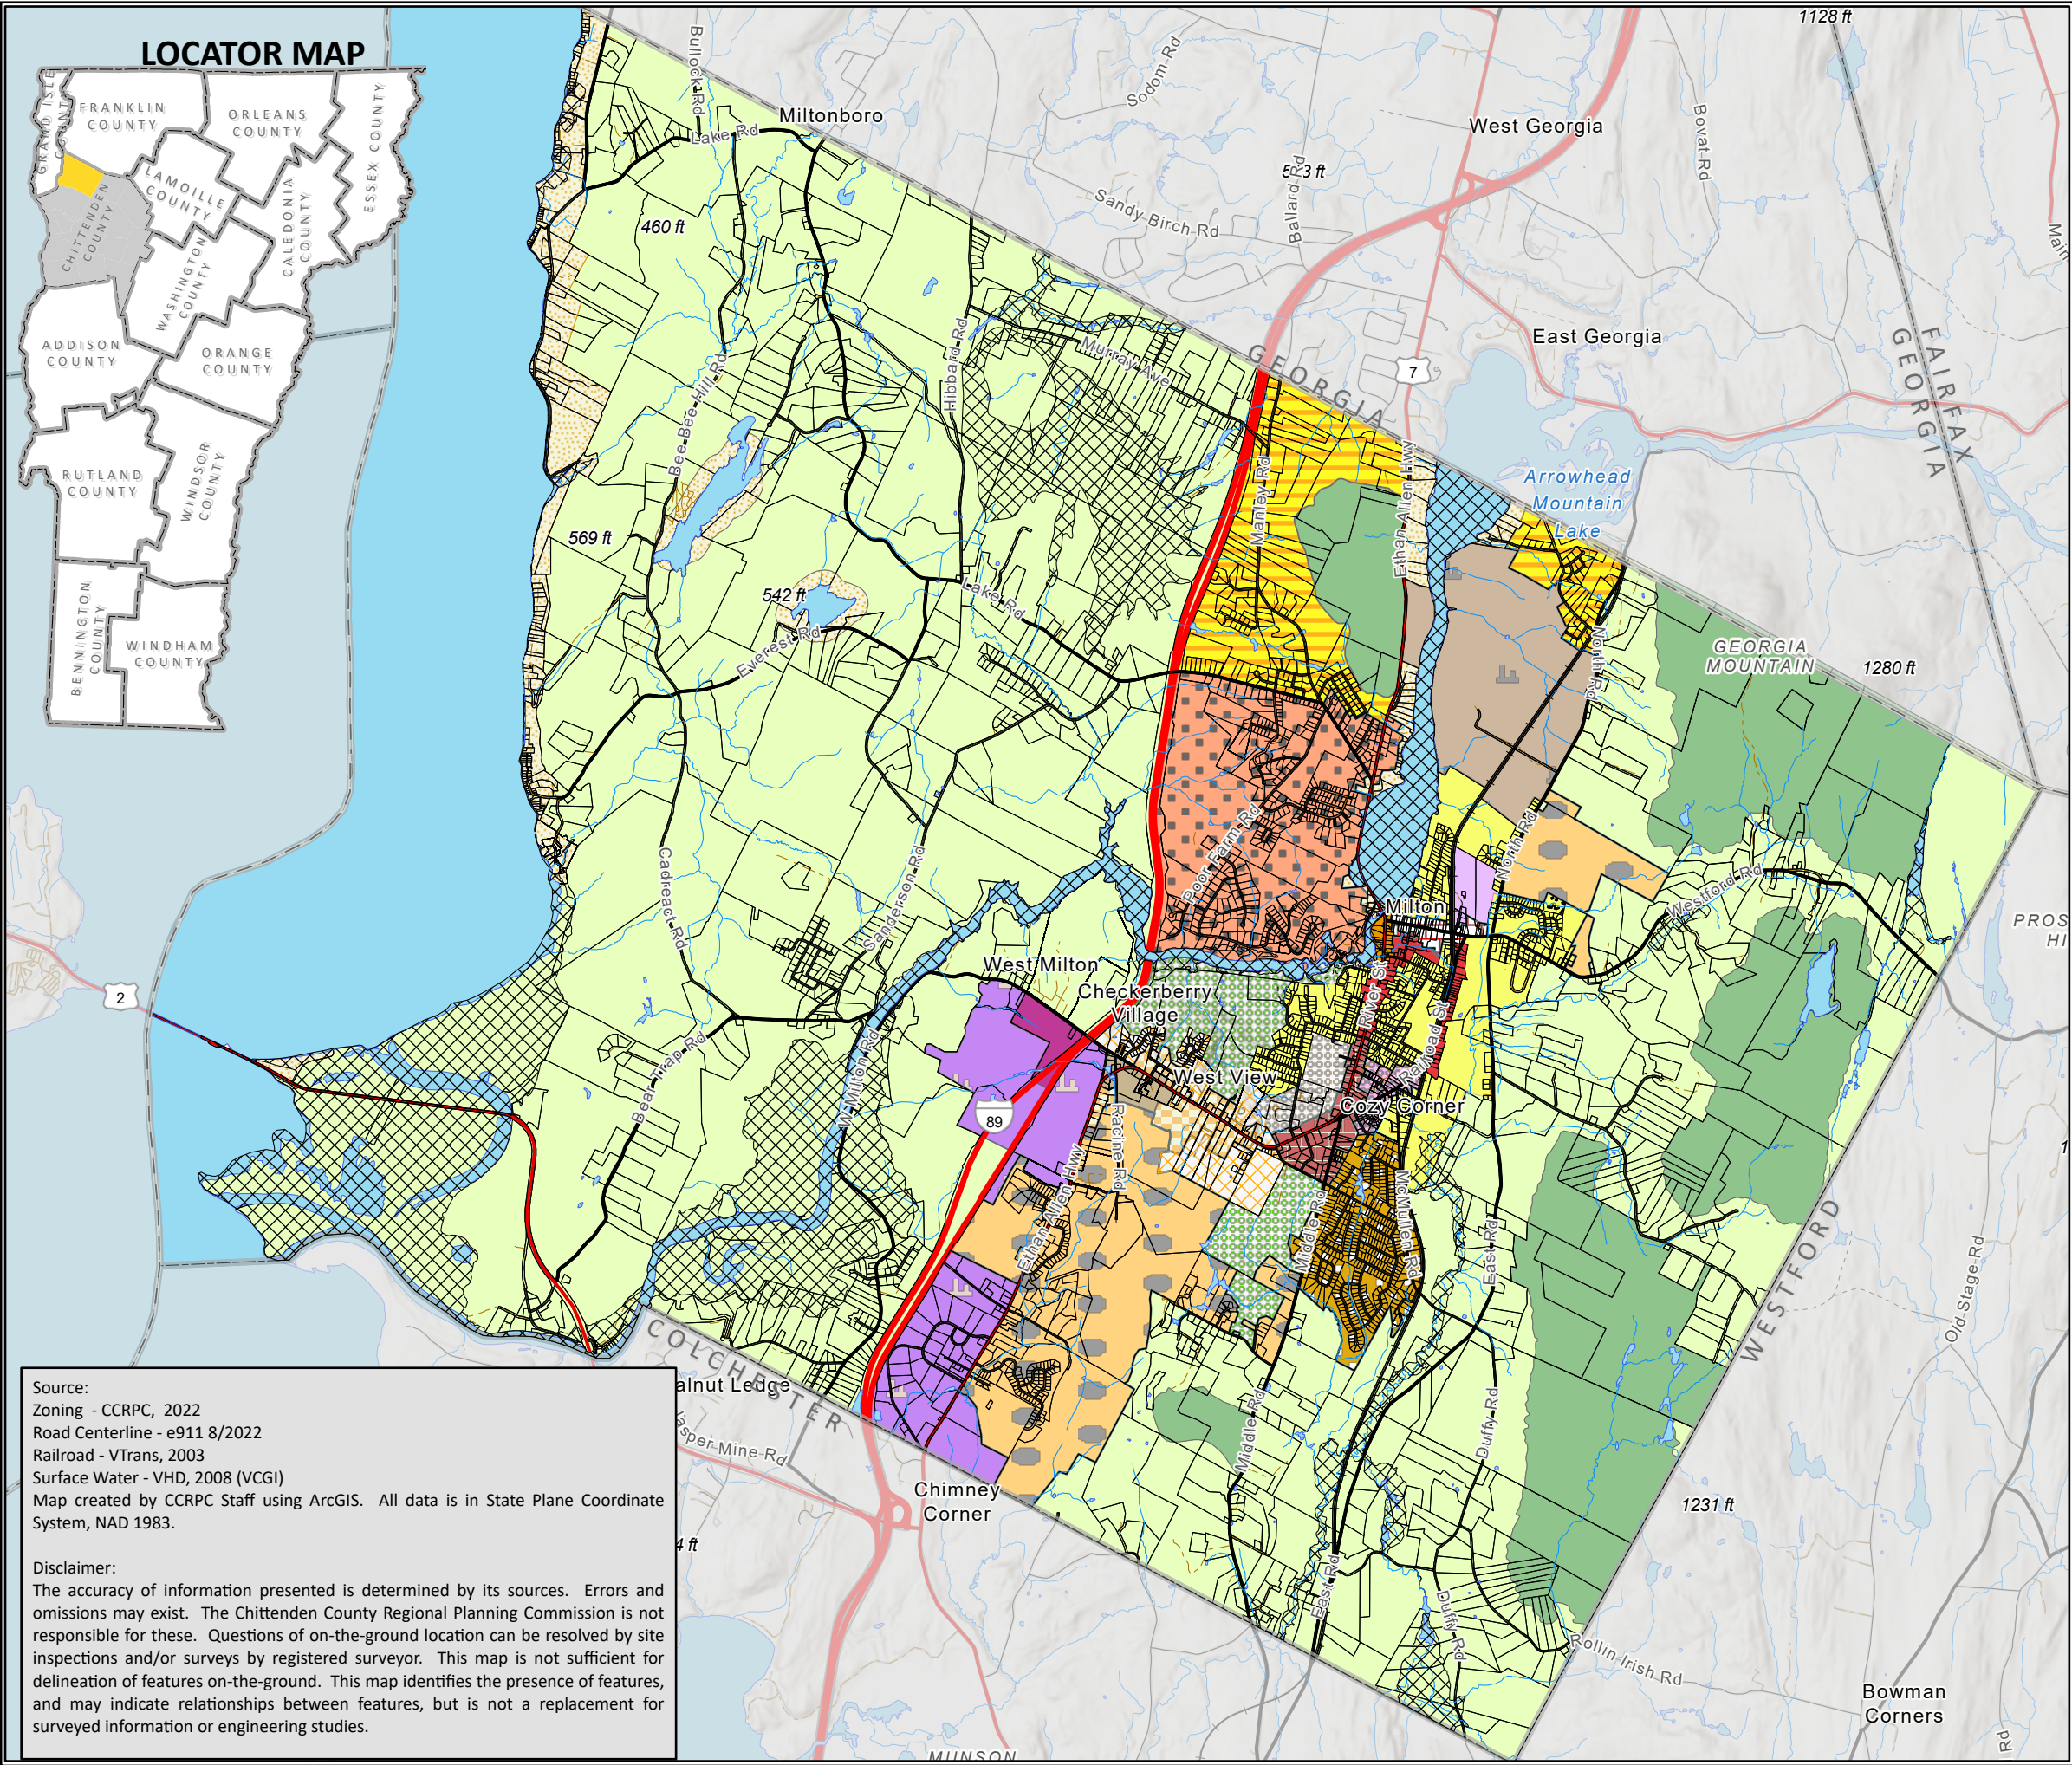 LOCATOR MAP
GRAND ISLE
COUNTY
FRANKLIN
COUNTY
ORLEANS
COUNTY
ESSEX COUNTY
LAMOILLE
COUNTY
CALEDONIA
COUNTY
CHITTENDEN
COUNTY
WASHINGTON
COUNTY
ADDISON
COUNTY
ORANGE
COUNTY
RUTLAND
COUNTY
WINDSOR
COUNTY
BENNINGTON
COUNTY
WINDHAM
COUNTY
1128 ft
Bullock Rd
Miltonboro
Lake Rd
Sodom Rd
West Georgia
Bovat Rd
Ballard Rd
Sandy Birch Rd
Main
460 ft
East Georgia
FAIRFAX
GEORGIA
GEORGIA
7
Murray Ave
Hibbard Rd
Bee Bee Hill Rd
Manley Rd
Ethan Allen Hwy
Arrowhead
Mountain
Lake
569 ft
542 ft
Lake Rd
Everest Rd
North Rd
GEORGIA
MOUNTAIN
1280 ft
Poor Farm Rd
North Rd
Cadreact Rd
Sanderson Rd
Westford Rd
Milton
PROS
HI
West Milton
Checkerberry
Village
River St
Railroad St
2
Bear Trap Rd
W Milton Rd
West View
Cozy Corner
89
Racine Rd
Ethan Allen Hwy
Middle Rd
McMullen Rd
East Rd
WESTFORD
Old Stage Rd
COLCHESTER
alnut Ledge
Jasper Mine Rd
Middle Rd
Duffy Rd
Chimney
Corner
1231 ft
4 ft
East Rd
Duffy Rd
Rollin Irish Rd
Bowman
Corners
Rd
MUNSON
Source:
Zoning - CCRPC, 2022
Road Centerline - e911 8/2022
Railroad - VTrans, 2003
Surface Water - VHD, 2008 (VCGI)
Map created by CCRPC Staff using ArcGIS. All data is in State Plane Coordinate
System, NAD 1983.
Disclaimer:
The accuracy of information presented is determined by its sources. Errors and
omissions may exist. The Chittenden County Regional Planning Commission is not
responsible for these. Questions of on-the-ground location can be resolved by site
inspections and/or surveys by registered surveyor. This map is not sufficient for
delineation of features on-the-ground. This map identifies the presence of features,
and may indicate relationships between features, but is not a replacement for
surveyed information or engineering studies.